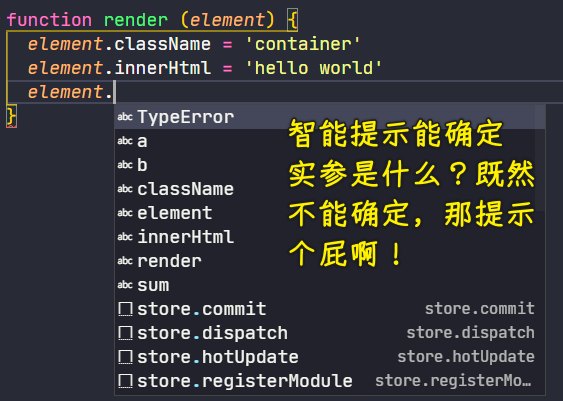 function render (element) {
element.className = 'container'
element.innerHtml = 'hello world'
element.
}
abc TypeError
abc a
abc b
abc className
abc element
abc innerHtml
abc render
abc sum
store.commit store.commit
store.dispatch store.dispatch
store.hotUpdate store.hotUpdate
store.registerModule store.registerMo…
智能提示能确定
实参是什么？既然
不能确定，那提示
个屁啊！